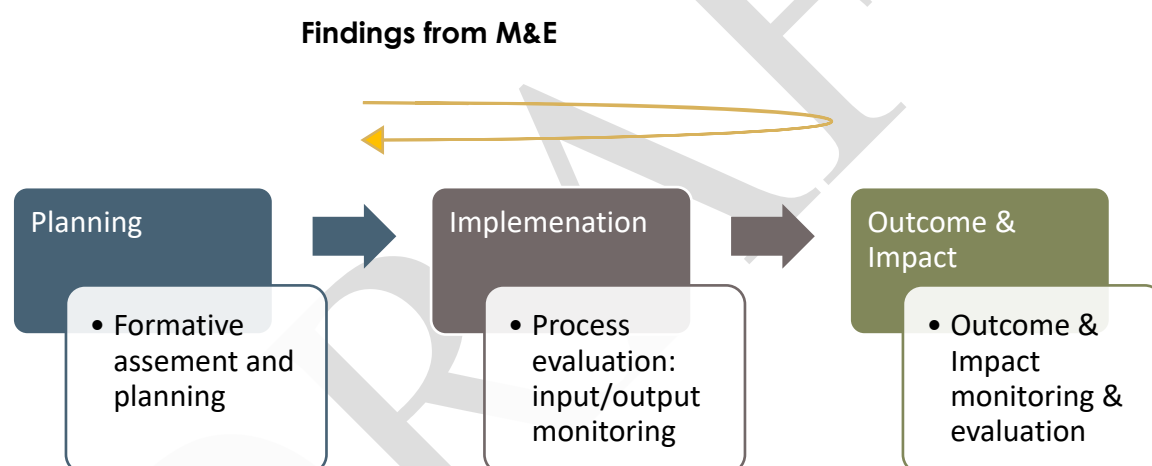 Findings from M&E
Planning
• Formative
assement and
planning
Implemenation
• Process
evaluation:
input/output
monitoring
Outcome &
Impact
• Outcome &
Impact
monitoring &
evaluation